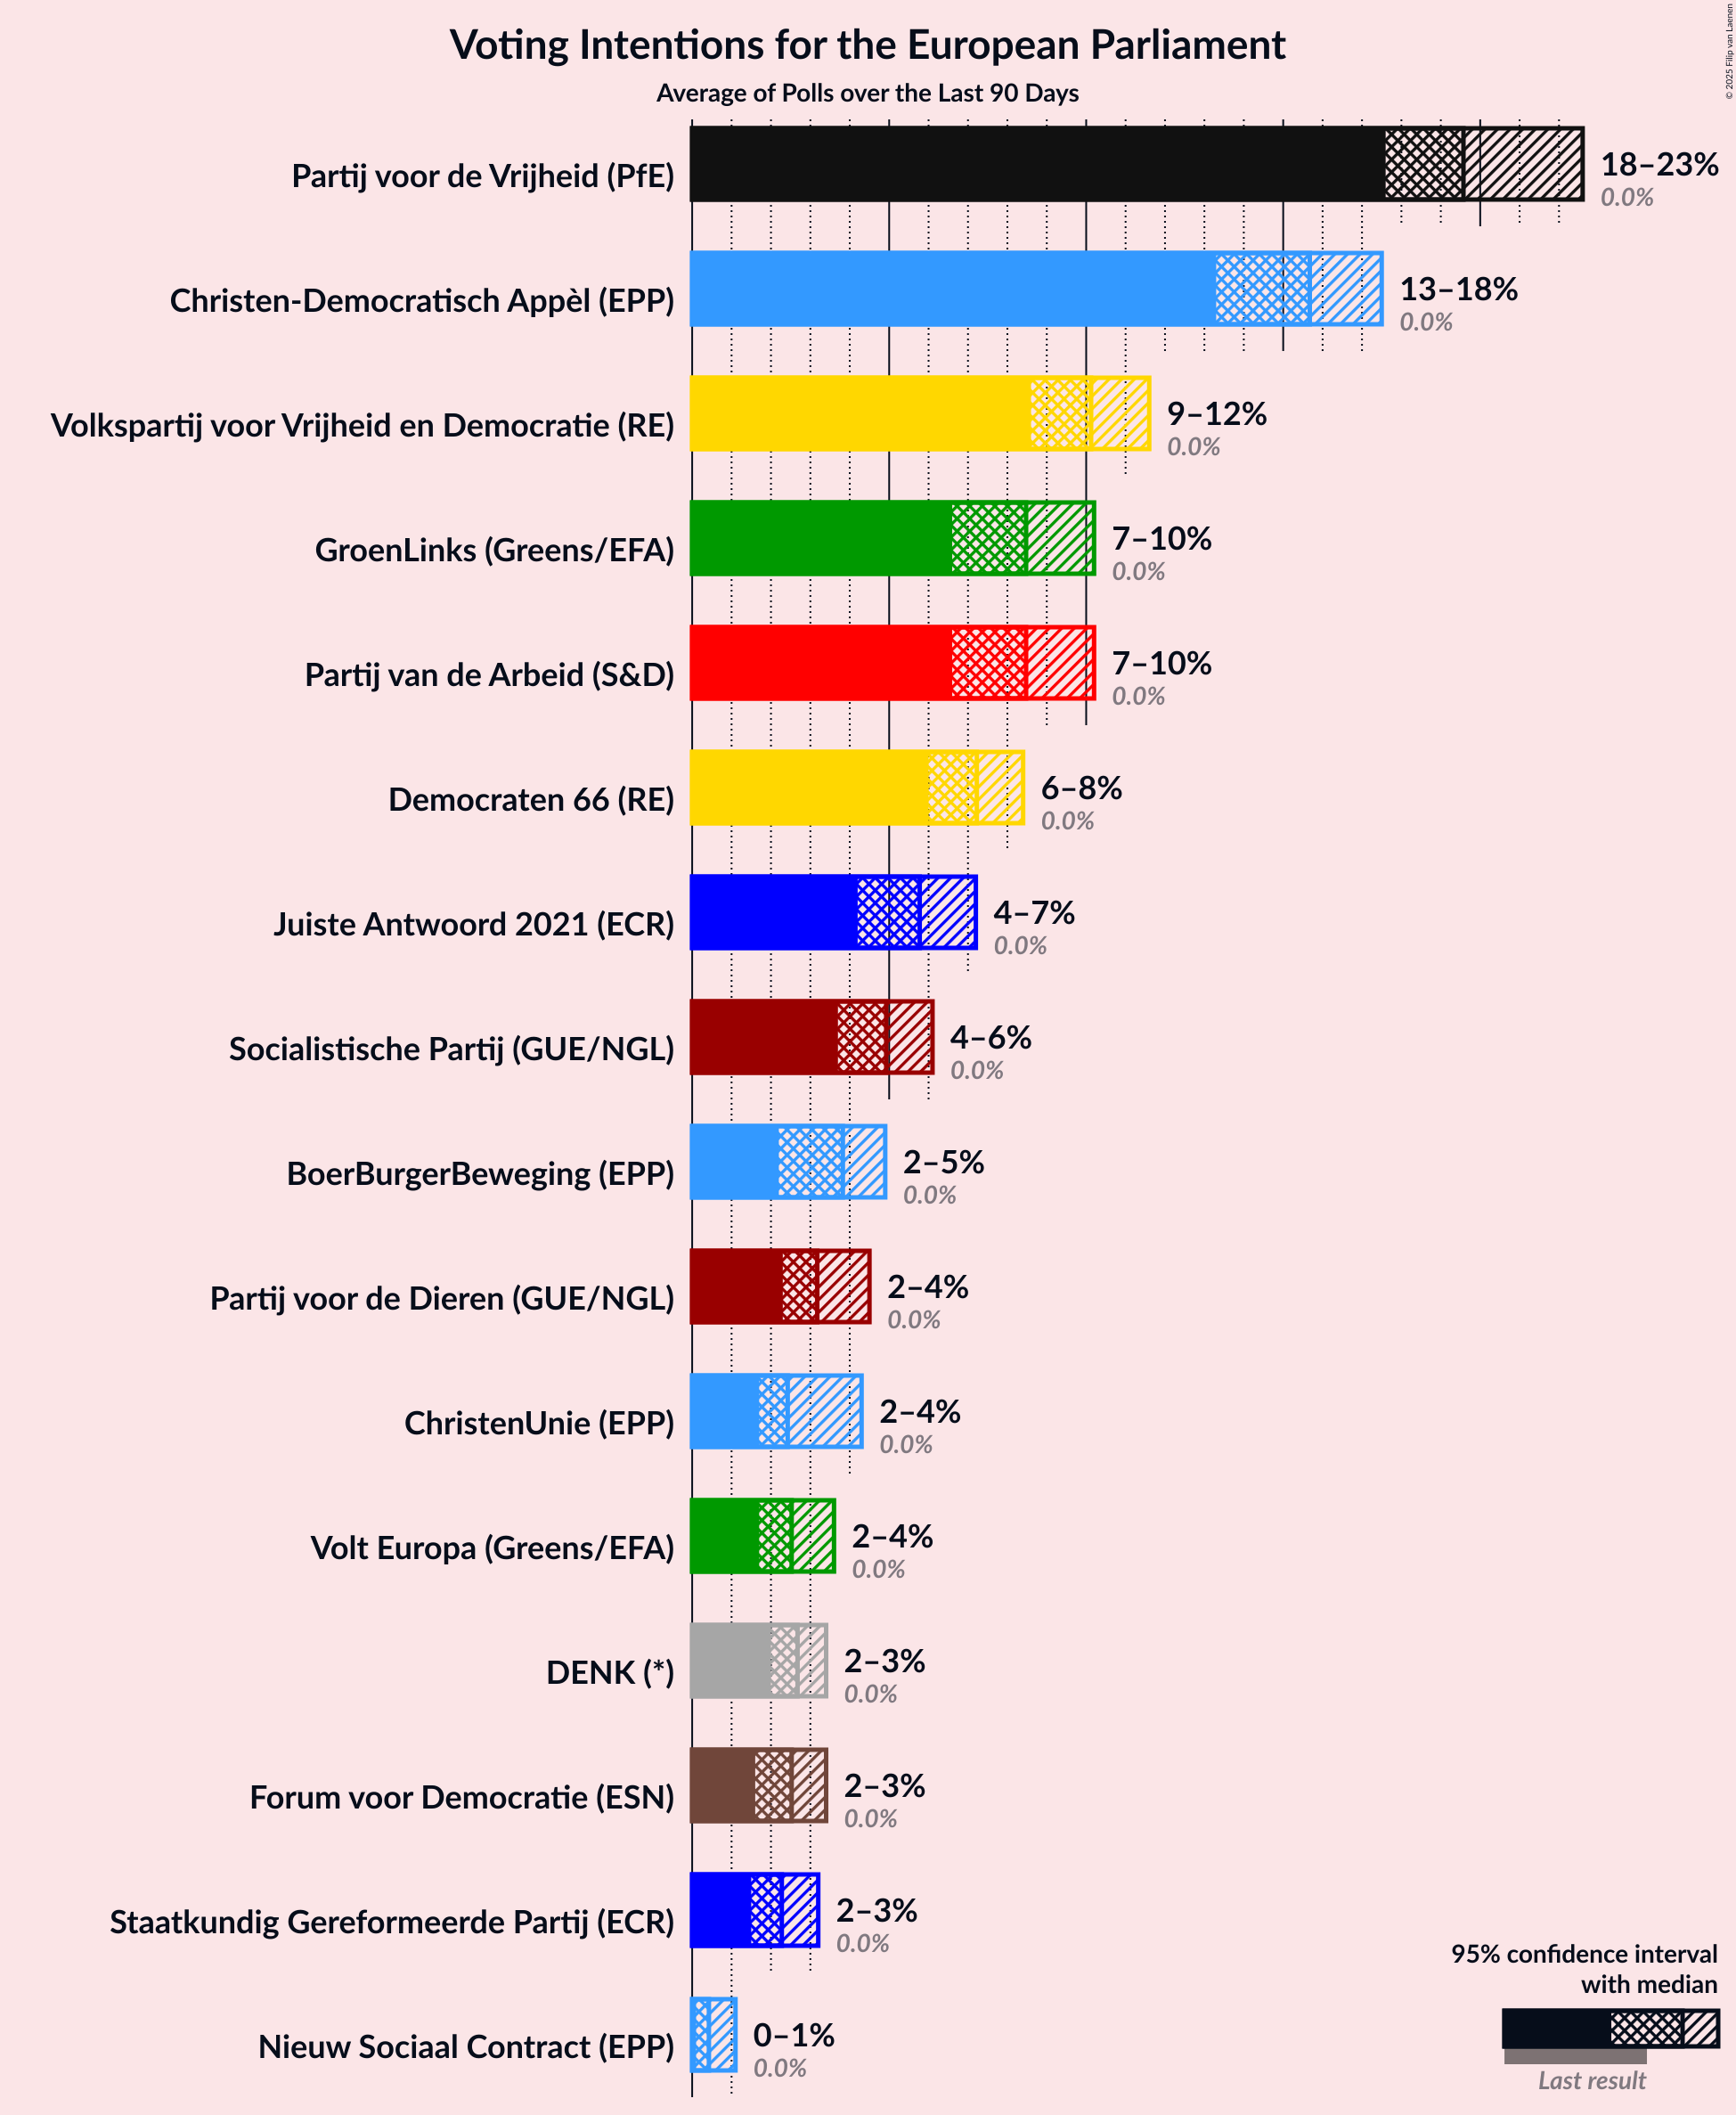 Voting Intentions for the European Parliament
Average of Polls over the Last 90 Days
© 2025 Filip van Laenen
Partij voor de Vrijheid (PfE)
18–23%
0.0%
Christen-Democratisch Appèl (EPP)
13–18%
0.0%
Volkspartij voor Vrijheid en Democratie (RE)
9–12%
0.0%
GroenLinks (Greens/EFA)
7–10%
0.0%
Partij van de Arbeid (S&D)
7–10%
0.0%
Democraten 66 (RE)
6–8%
0.0%
Juiste Antwoord 2021 (ECR)
4–7%
0.0%
Socialistische Partij (GUE/NGL)
4–6%
0.0%
BoerBurgerBeweging (EPP)
2–5%
0.0%
Partij voor de Dieren (GUE/NGL)
2–4%
0.0%
ChristenUnie (EPP)
2–4%
0.0%
Volt Europa (Greens/EFA)
2–4%
0.0%
DENK (*)
2–3%
0.0%
Forum voor Democratie (ESN)
2–3%
0.0%
Staatkundig Gereformeerde Partij (ECR)
2–3%
0.0%
Nieuw Sociaal Contract (EPP)
0–1%
0.0%
95% confidence interval
with median
Last result